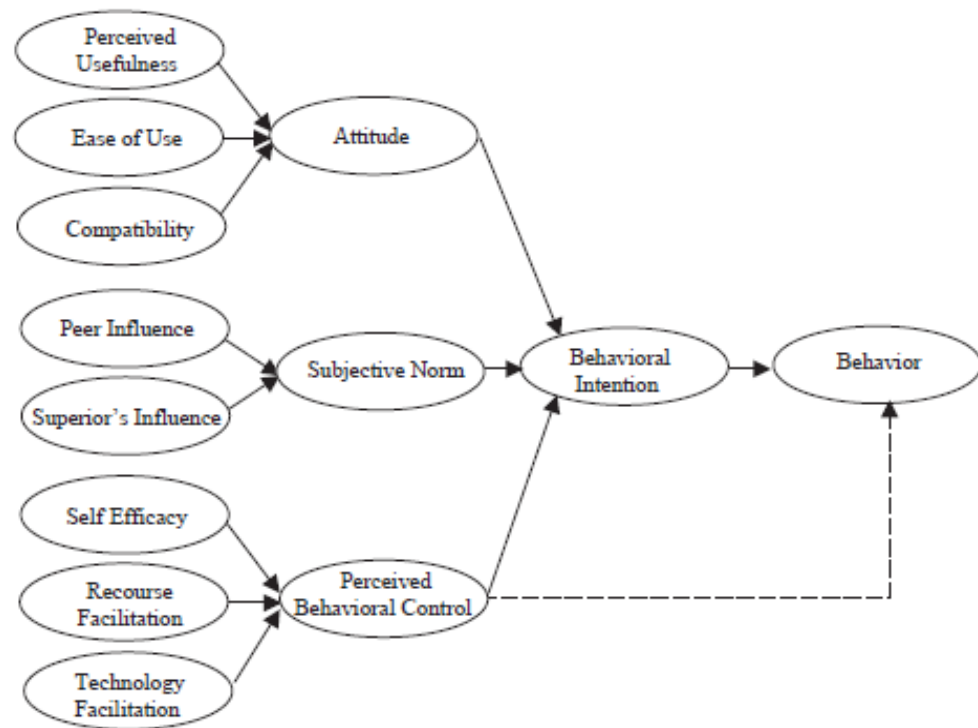 Perceived
Usefulness
Ease of Use
Compatibility
Attitude
Peer Influence
Superior's Influence
Subjective Norm
Behavioral
Intention
Behavior
Self Efficacy
Recourse
Facilitation
Technology
Facilitation
Perceived
Behavioral Control